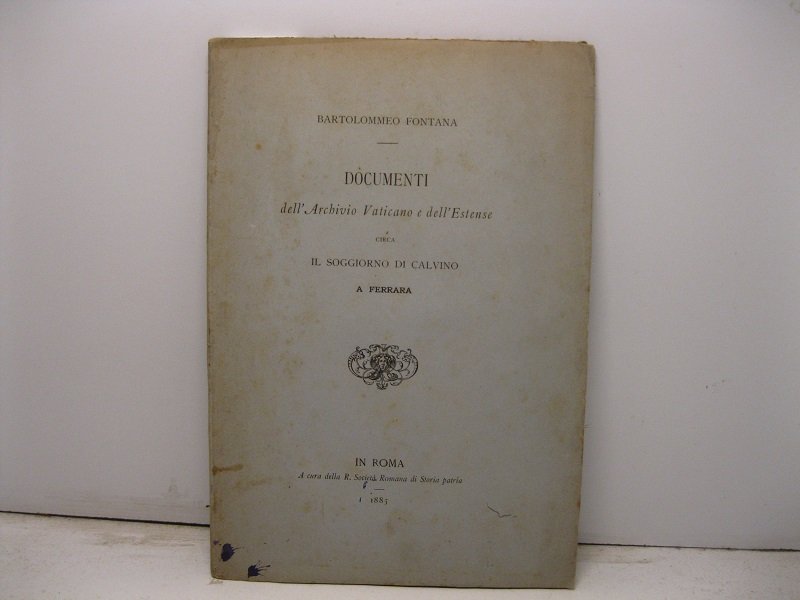 BARTOLOMMEO FONTANA
DOCUMENTI
dell'Archivio Vaticano e dell'Estense
CIRCA
IL SOGGIORNO DI CALVINO
A FERRARA
IN ROMA
A cura della R. Società Romana di Storia patria
1885